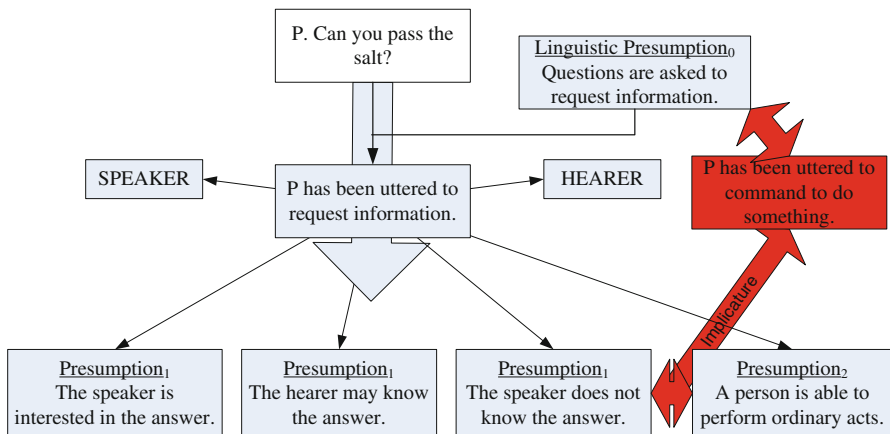 P. Can you pass the
salt?
Linguistic Presumption₀
Questions are asked to
request information.
SPEAKER
P has been uttered to
request information.
HEARER
P has been uttered to
command to do
something.
Implicature
Presumption₁
The speaker is
interested in the answer.
Presumption₁
The hearer may know
the answer.
Presumption₁
The speaker does not
know the answer.
Presumption₂
A person is able to
perform ordinary acts.